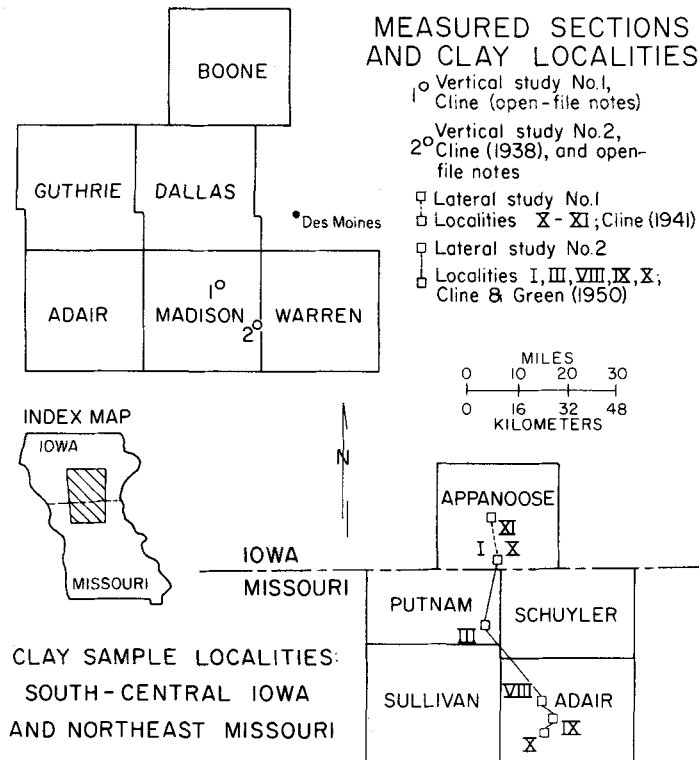 MEASURED SECTIONS
AND CLAY LOCALITIES
1 Vertical study No.1,
Cline (open-file notes)
2 Vertical study No.2,
Cline (1938), and open-
file notes
Lateral study No.1
Localities X - XI; Cline (1941)
Lateral study No.2
Localities I, III, VIII, IX, X;
Cline & Green (1950)
BOONE
GUTHRIE
DALLAS
Des Moines
ADAIR
1
MADISON
2
WARREN
MILES
0 10 20 30
0 16 32 48
KILOMETERS
INDEX MAP
IOWA
MISSOURI
N
APPANOOSE
XI
I X
IOWA
MISSOURI
PUTNAM
SCHUYLER
III
SULLIVAN
VIII
ADAIR
IX
X
CLAY SAMPLE LOCALITIES:
SOUTH-CENTRAL IOWA
AND NORTHEAST MISSOURI